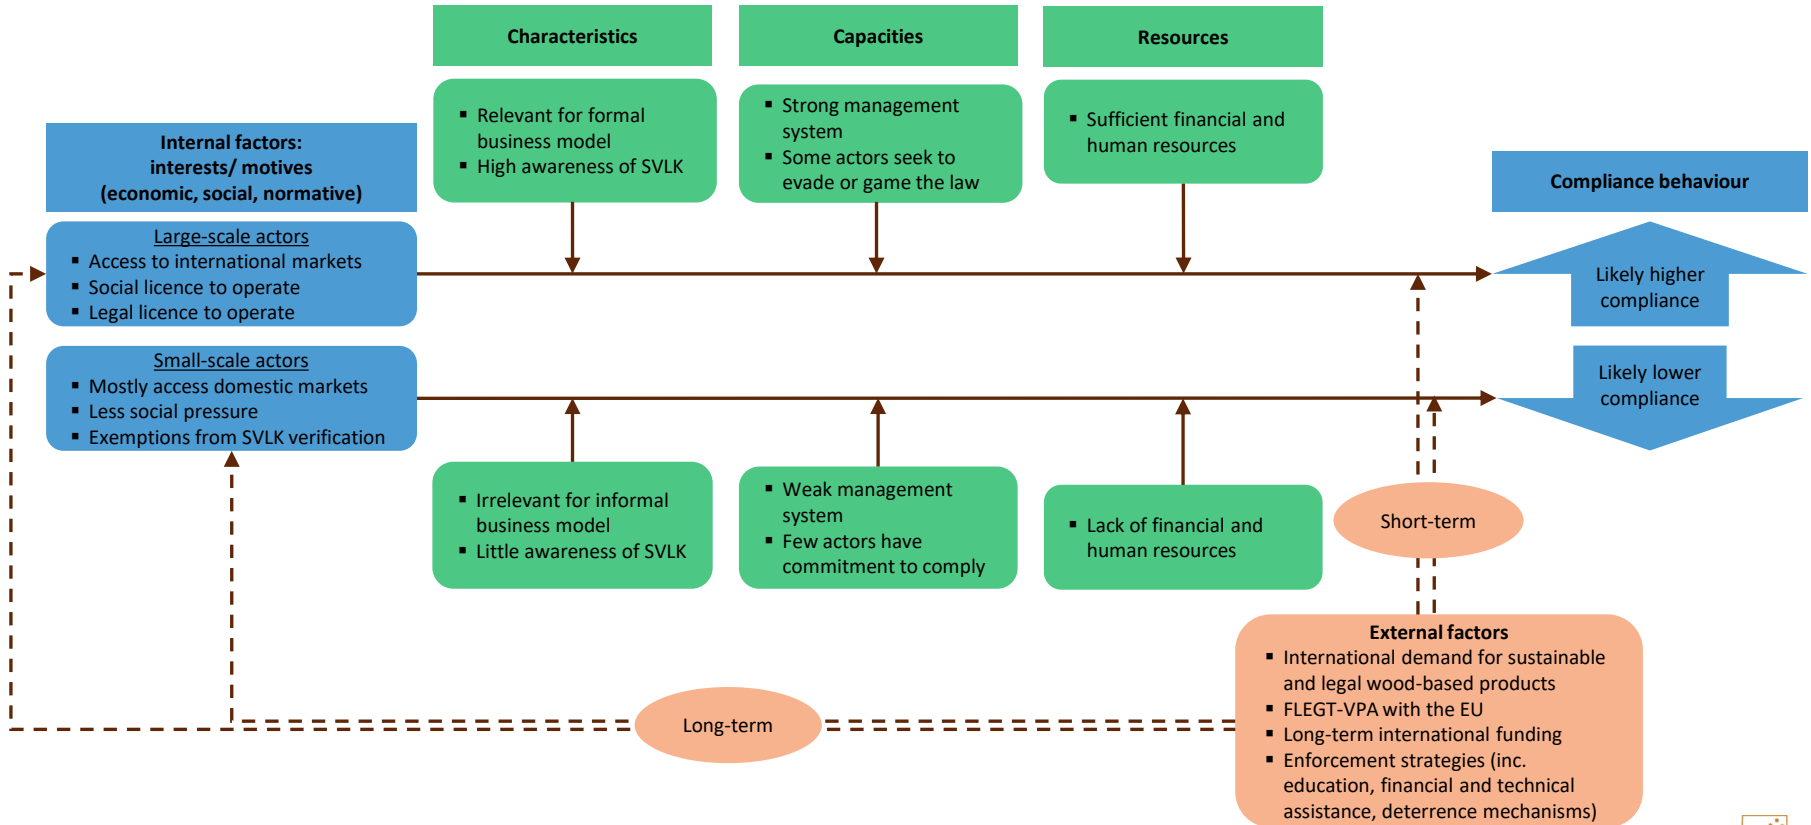 Characteristics
Capacities
Resources
▪ Relevant for formal
business model
▪ High awareness of SVLK
▪ Strong management
system
▪ Some actors seek to
evade or game the law
▪ Sufficient financial and
human resources
Internal factors:
interests/ motives
(economic, social, normative)
Compliance behaviour
Large-scale actors
▪ Access to international markets
▪ Social licence to operate
▪ Legal licence to operate
Likely higher
compliance
Small-scale actors
▪ Mostly access domestic markets
▪ Less social pressure
▪ Exemptions from SVLK verification
Likely lower
compliance
▪ Irrelevant for informal
business model
▪ Little awareness of SVLK
▪ Weak management
system
▪ Few actors have
commitment to comply
▪ Lack of financial and
human resources
Short-term
Long-term
External factors
▪ International demand for sustainable
and legal wood-based products
▪ FLEGT-VPA with the EU
▪ Long-term international funding
▪ Enforcement strategies (inc.
education, financial and technical
assistance, deterrence mechanisms)